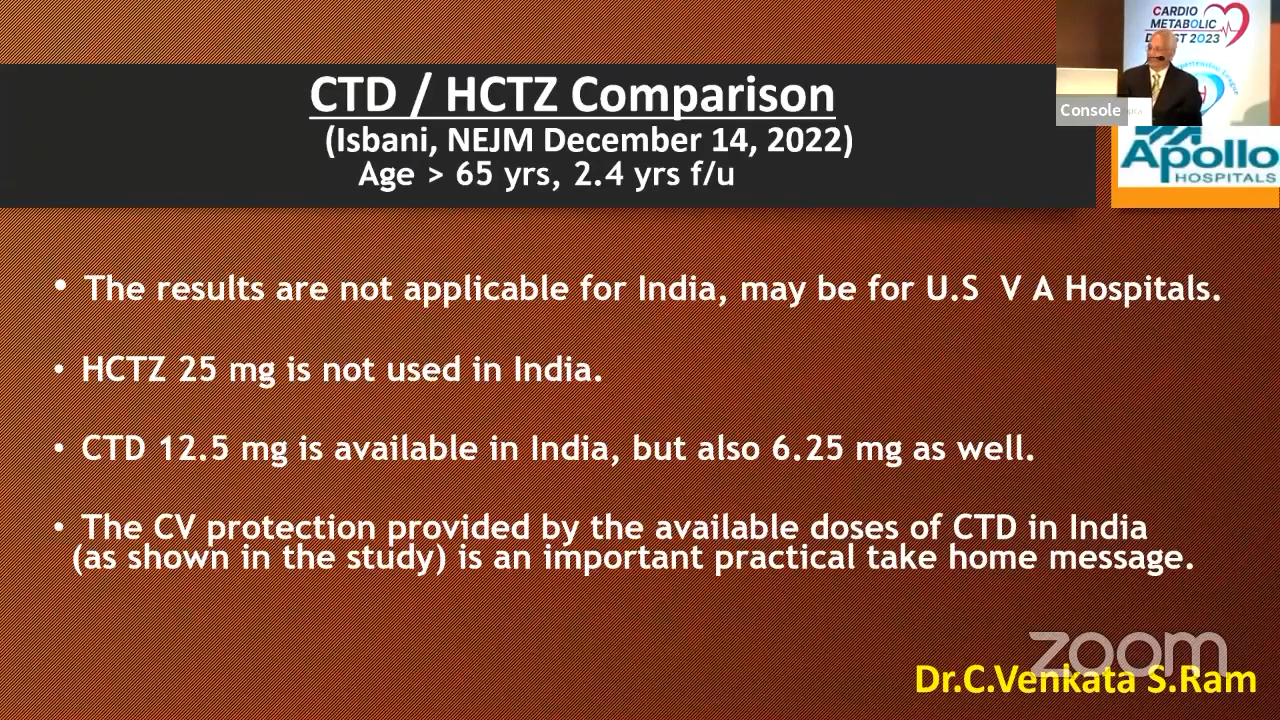 CTD / HCTZ Comparison
(Isbani, NEJM December 14, 2022)
Age > 65 yrs, 2.4 yrs f/u
CARDIO
METABOLIC
2023
Console
Apollo
HOSPITALS
• The results are not applicable for India, may be for U.S V A Hospitals.
• HCTZ 25 mg is not used in India.
• CTD 12.5 mg is available in India, but also 6.25 mg as well.
• The CV protection provided by the available doses of CTD in India
(as shown in the study) is an important practical take home message.
zoom
Dr.C.Venkata S.Ram